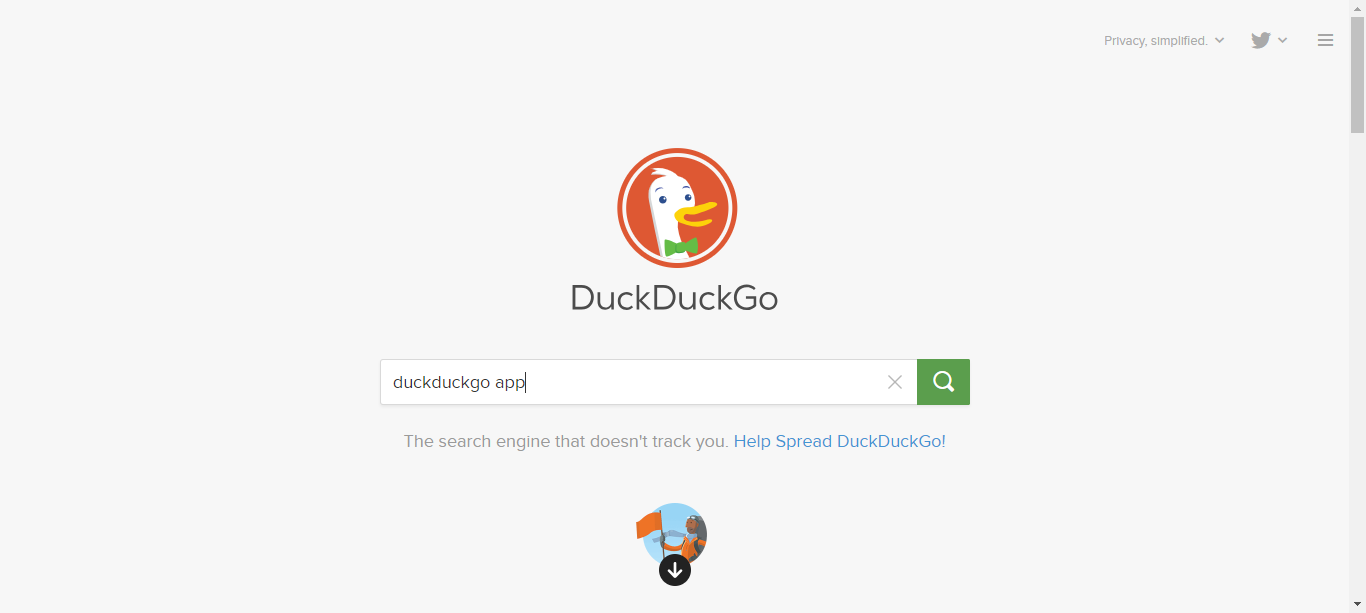 Privacy, simplified.
DuckDuckGo
duckduckgo app
The search engine that doesn't track you. Help Spread DuckDuckGo!